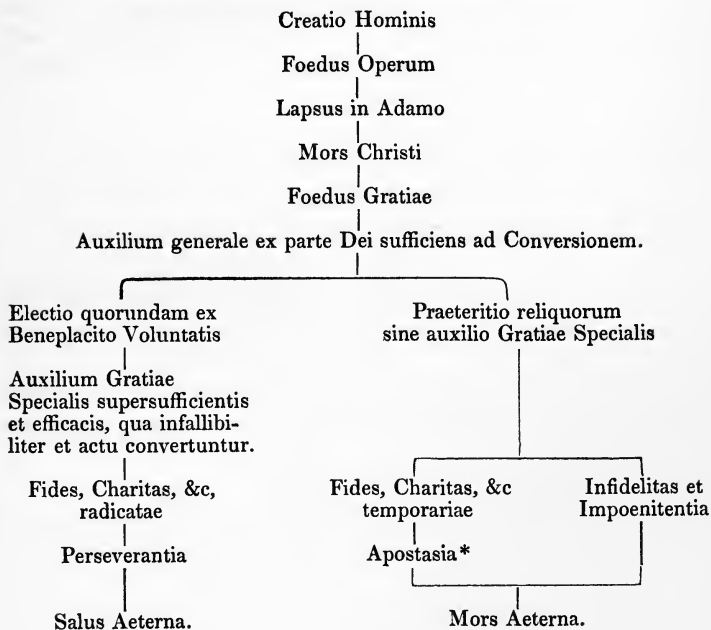 Creatio Hominis
Foedus Operum
Lapsus in Adamo
Mors Christi
Foedus Gratiae
Auxilium generale ex parte Dei sufficiens ad Conversionem.
Electio quorundam ex
Beneplacito Voluntatis
Auxilium Gratiae
Specialis supersufficientis
et efficacis, qua infallibi-
liter et actu convertuntur.
Fides, Charitas, &c,
radicatae
Perseverantia
Salus Aeterna.
Praeteritio reliquorum
sine auxilio Gratiae Specialis
Fides, Charitas, &c
temporariae
Apostasia*
Infidelitas et
Impoenitentia
Mors Aeterna.